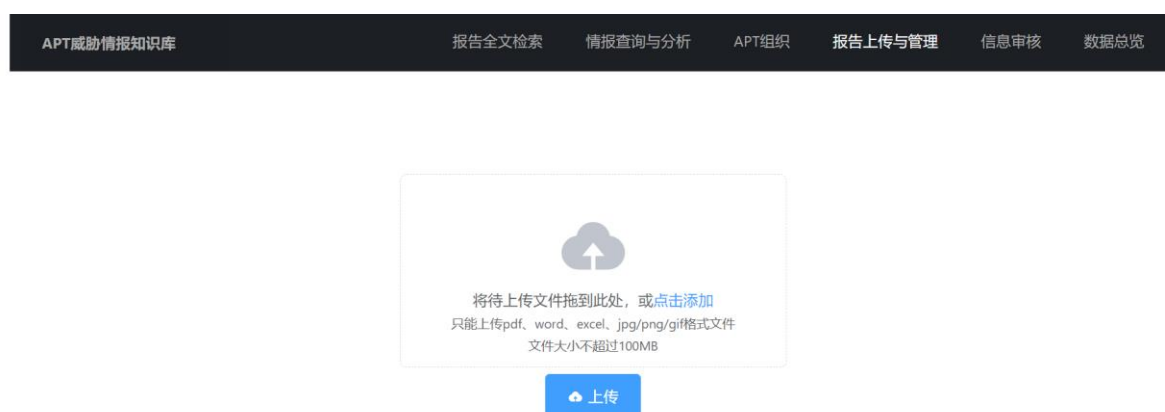 APT威胁情报知识库 报告全文检索 情报查询与分析 APT组织 报告上传与管理 信息审核 数据总览
将待上传文件拖到此处，或点击添加
只能上传pdf、word、excel、jpg/png/gif格式文件
文件大小不超过100MB
上传